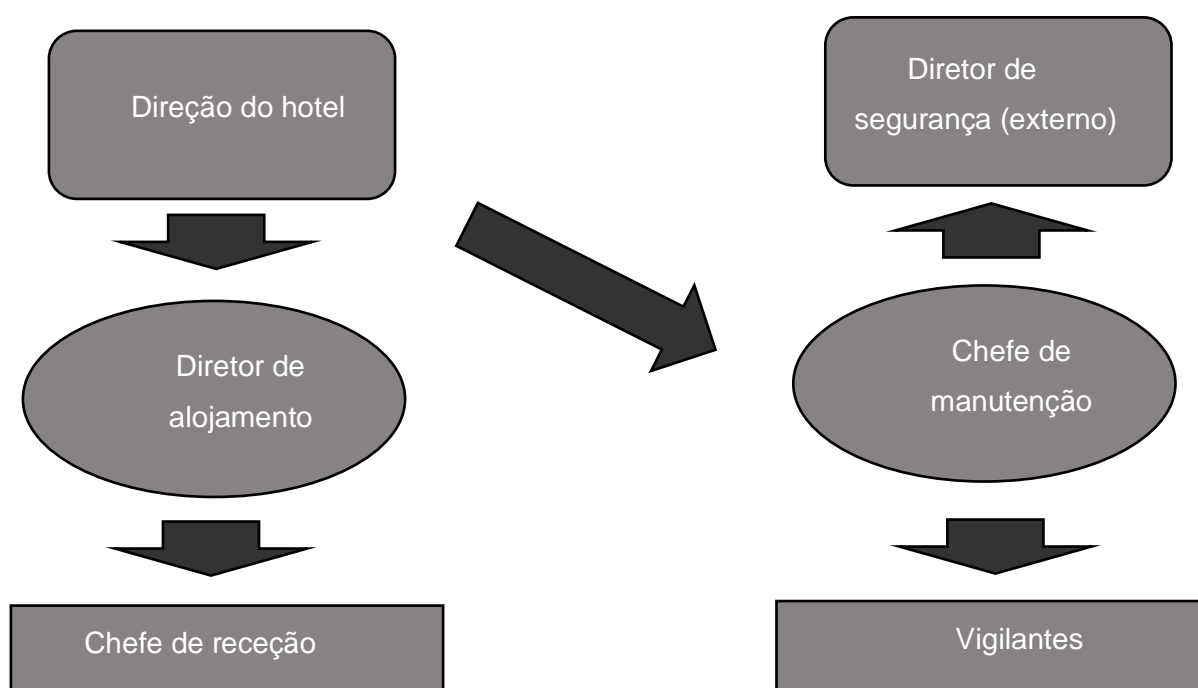 Direção do hotel
Diretor de
segurança (externo)
Diretor de
alojamento
Chefe de
manutenção
Chefe de receção
Vigilantes